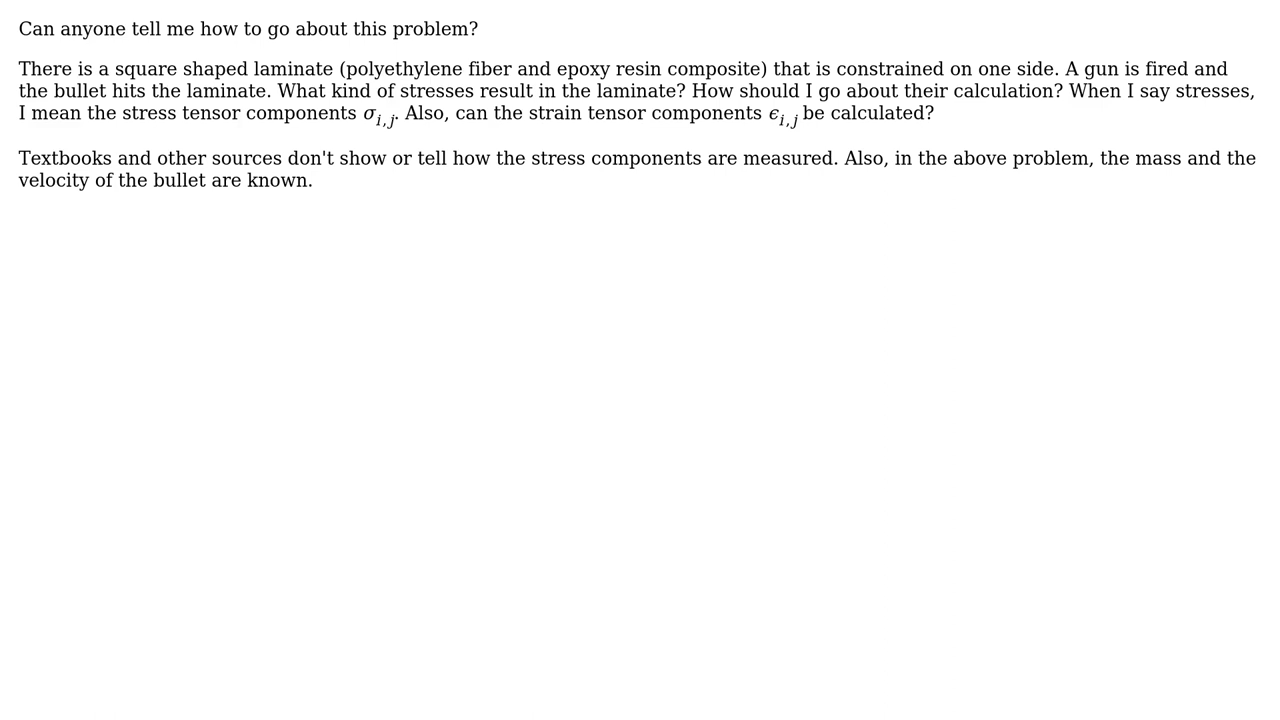 Can anyone tell me how to go about this problem?
There is a square shaped laminate (polyethylene fiber and epoxy resin composite) that is constrained on one side. A gun is fired and
the bullet hits the laminate. What kind of stresses result in the laminate? How should I go about their calculation? When I say stresses,
I mean the stress tensor components σ_{i,j}. Also, can the strain tensor components ϵ_{i,j} be calculated?
Textbooks and other sources don't show or tell how the stress components are measured. Also, in the above problem, the mass and the
velocity of the bullet are known.